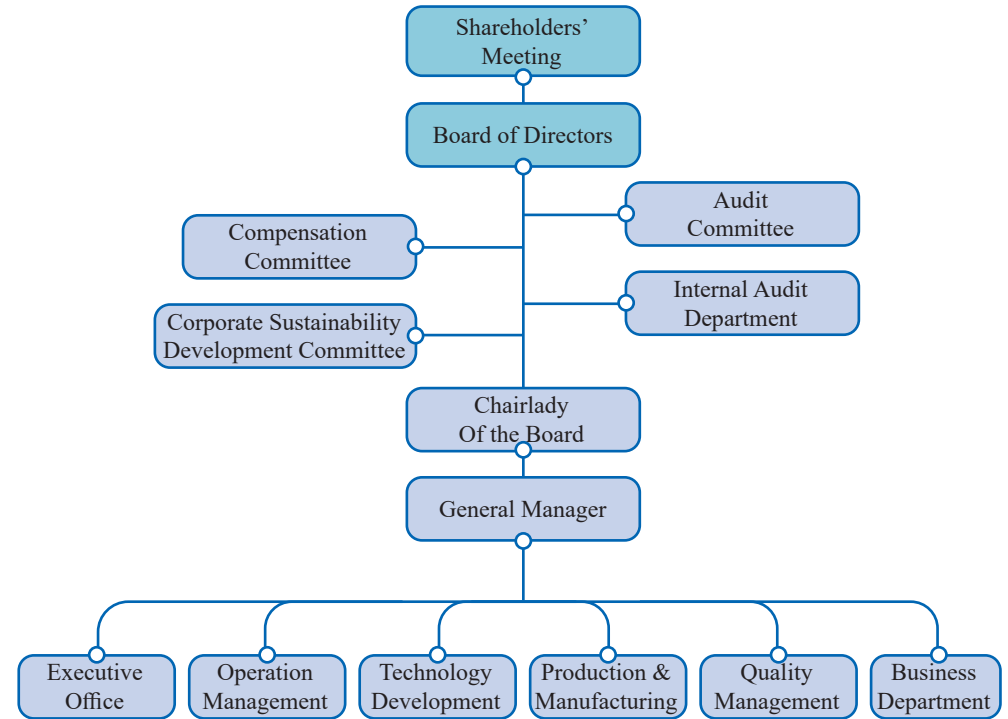 Shareholders’
Meeting
Board of Directors
Audit
Committee
Compensation
Committee
Internal Audit
Department
Corporate Sustainability
Development Committee
Chairlady
Of the Board
General Manager
Executive
Office
Operation
Management
Technology
Development
Production &
Manufacturing
Quality
Management
Business
Department